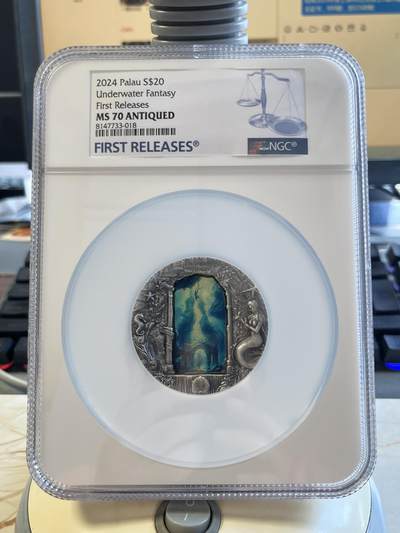 2024 Palau S$20
Underwater Fantasy
First Releases
MS 70 ANTIQUED
8147733-018
FIRST RELEASES®
NGC®